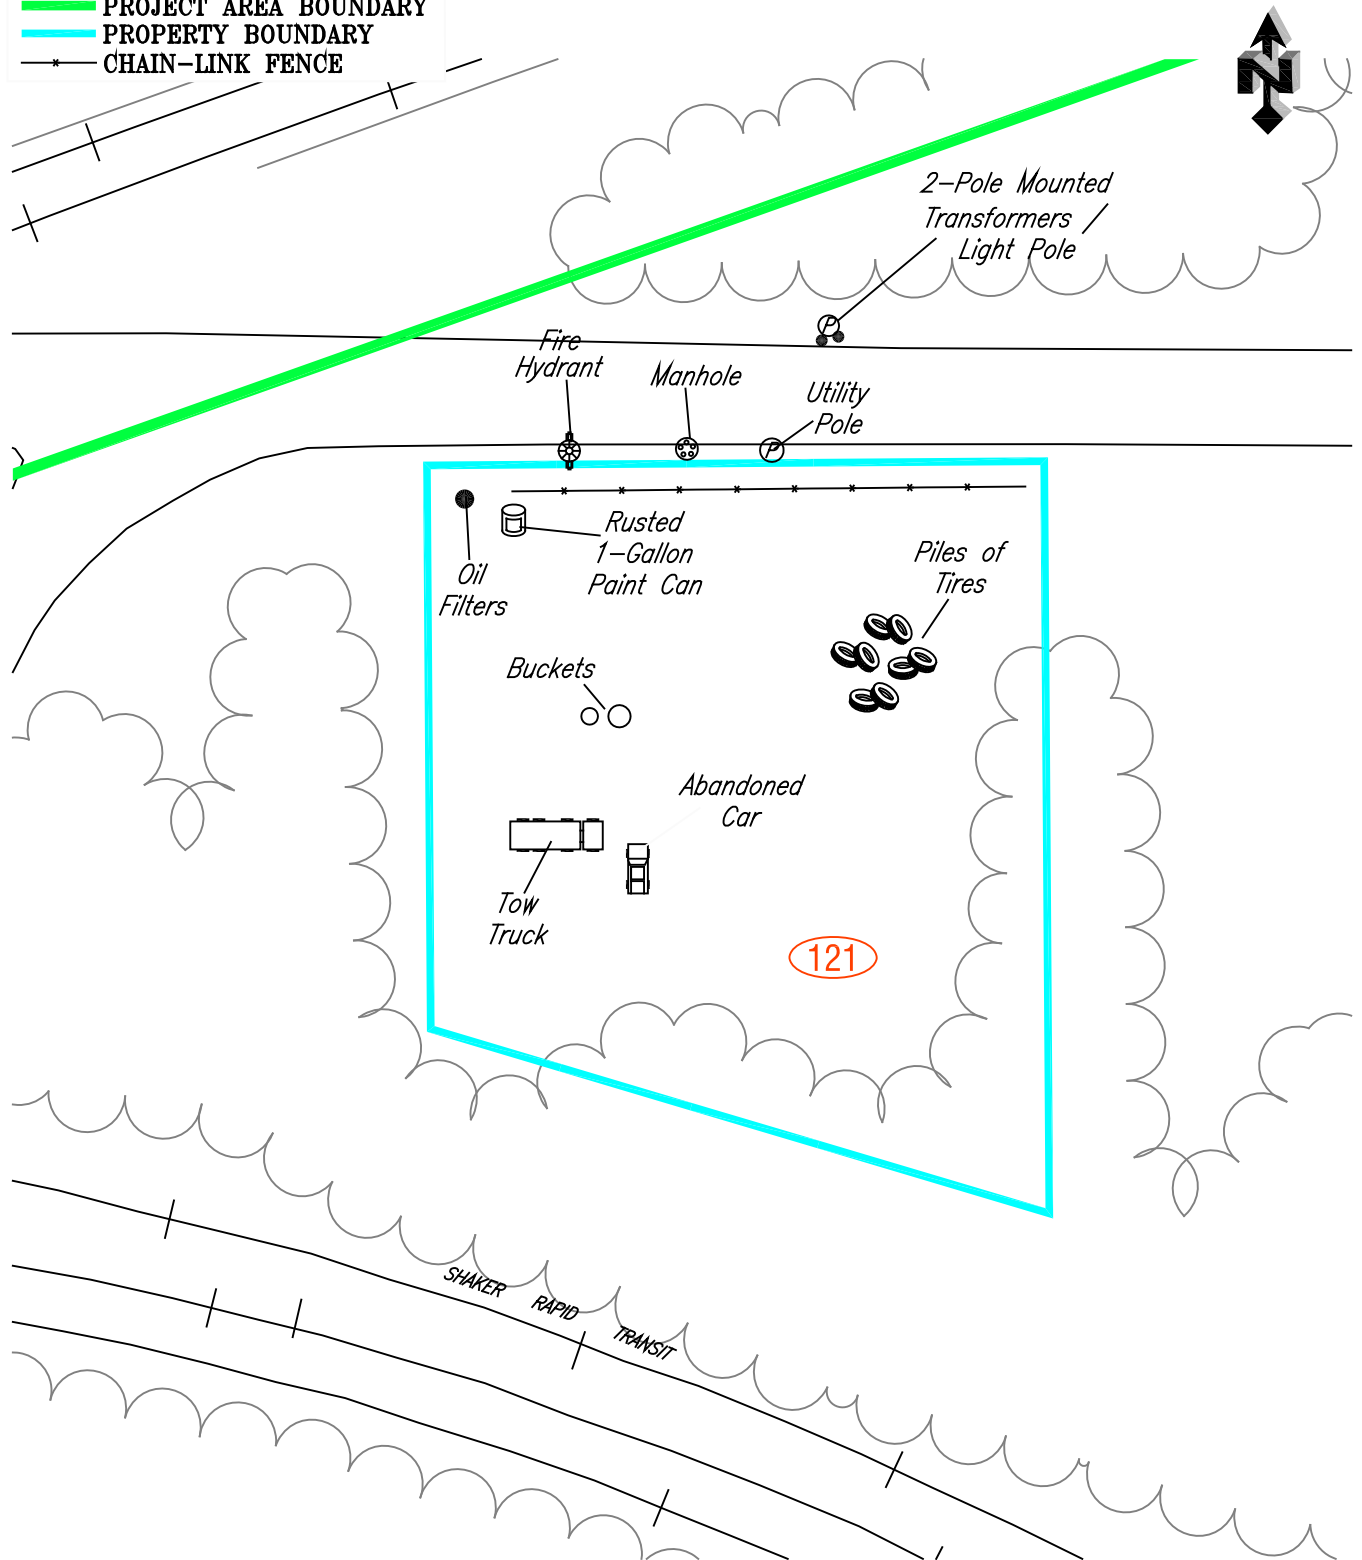 PROJECT AREA BOUNDARY
PROPERTY BOUNDARY
CHAIN-LINK FENCE
N
2-Pole Mounted
Transformers /
Light Pole
P
Fire
Hydrant
Manhole
Utility
Pole
P
Rusted
1-Gallon
Paint Can
Oil
Filters
Piles of
Tires
Buckets
Abandoned
Car
Tow
Truck
121
SHAKER RAPID TRANSIT